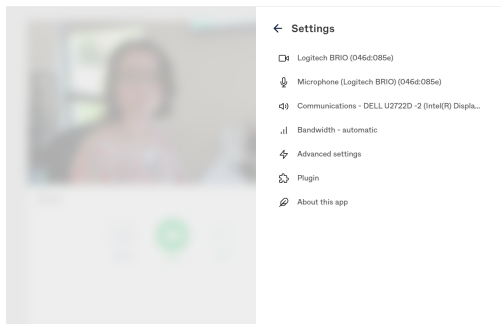 Settings
Logitech BRIO (046d:085e)
Microphone (Logitech BRIO) (046d:085e)
Communications - DELL U2722D -2 (Intel(R) Displa...
Bandwidth - automatic
Advanced settings
Plugin
About this app